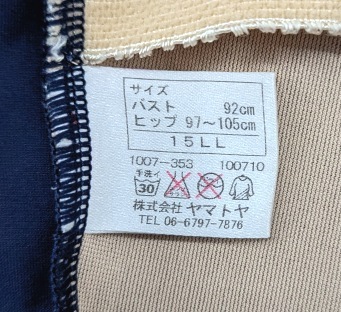 サイズ
バスト 92cm
ヒップ 97～105cm
15LL
1007-353 100710
手洗イ
30
株式会社 ヤマトヤ
TEL 06-6797-7876